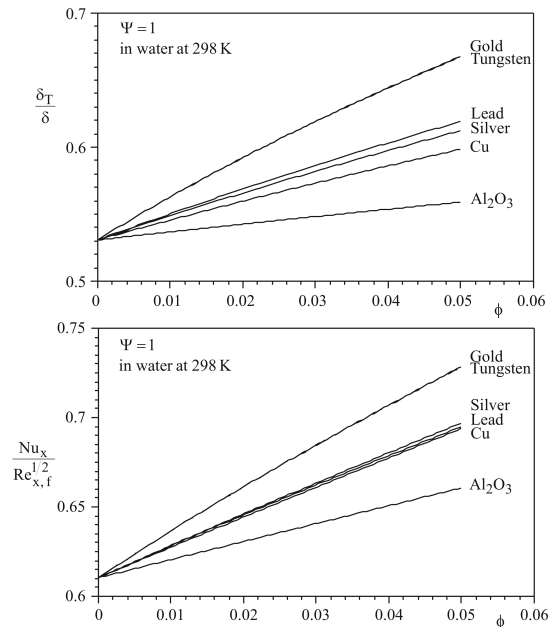 0.7
Ψ = 1
in water at 298 K
Gold
Tungsten
δT
δ
Lead
Silver
0.6
Cu
Al2O3
0.5
0 0.01 0.02 0.03 0.04 0.05 0.06
ϕ
0.75
Ψ = 1
in water at 298 K
Gold
Tungsten
0.7
Silver
Lead
Cu
Nux
Re1/2x, f
0.65
Al2O3
0.6
0 0.01 0.02 0.03 0.04 0.05 0.06
ϕ